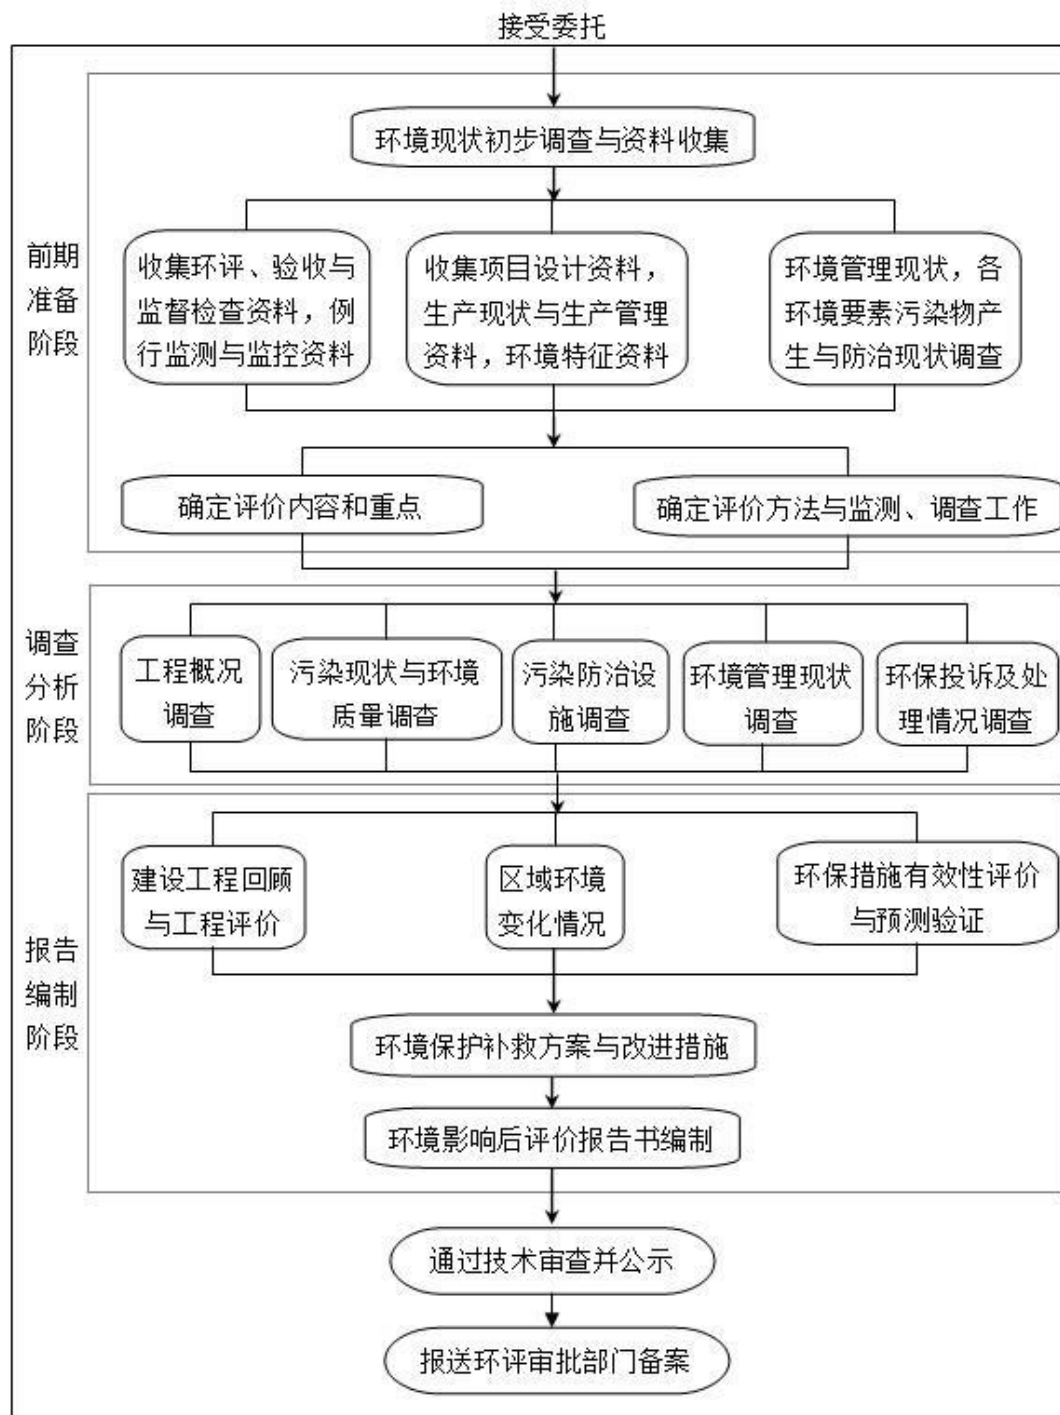 接受委托
环境现状初步调查与资料收集
前期
准备
阶段
收集环评、验收与
监督检查资料，例
行监测与监控资料
收集项目设计资料，
生产现状与生产管理
资料，环境特征资料
环境管理现状，各
环境要素污染物产
生与防治现状调查
确定评价内容和重点
确定评价方法与监测、调查工作
调查
分析
阶段
工程概况
调查
污染现状与环境
质量调查
污染防治设
施调查
环境管理现状
调查
环保投诉及处
理情况调查
报告
编制
阶段
建设工程回顾
与工程评价
区域环境
变化情况
环保措施有效性评价
与预测验证
环境保护补救方案与改进措施
环境影响后评价报告书编制
通过技术审查并公示
报送环评审批部门备案